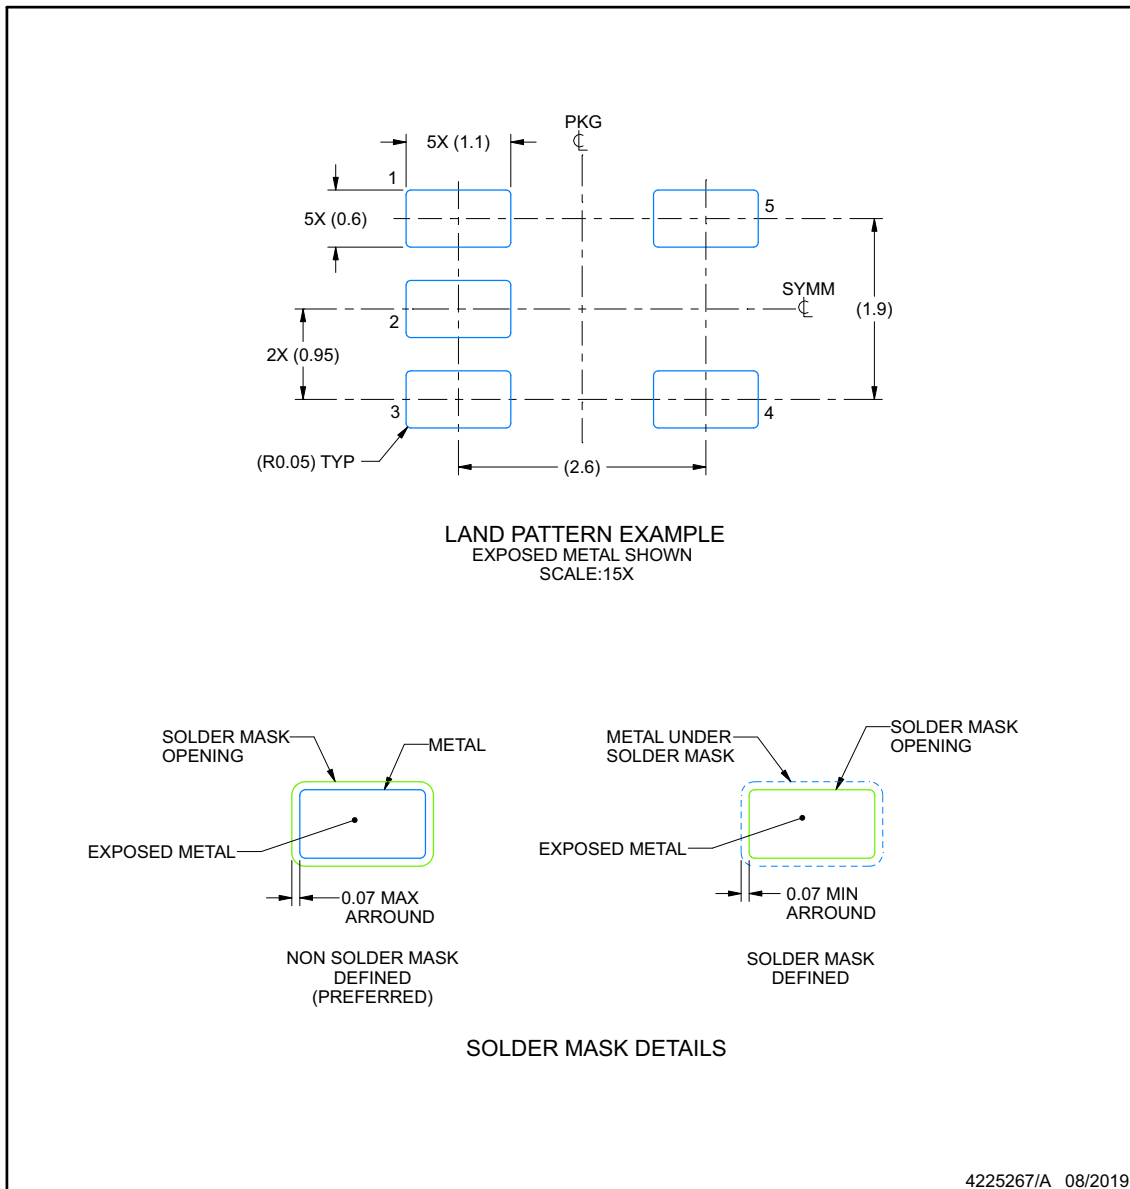 PKG
℄
5X (1.1)
1
5
5X (0.6)
SYMM
℄
(1.9)
2
2X (0.95)
3
4
(R0.05) TYP
(2.6)
LAND PATTERN EXAMPLE
EXPOSED METAL SHOWN
SCALE:15X
SOLDER MASK
OPENING
METAL
EXPOSED METAL
0.07 MAX
ARROUND
NON SOLDER MASK
DEFINED
(PREFERRED)
METAL UNDER
SOLDER MASK
SOLDER MASK
OPENING
EXPOSED METAL
0.07 MIN
ARROUND
SOLDER MASK
DEFINED
SOLDER MASK DETAILS
4225267/A 08/2019